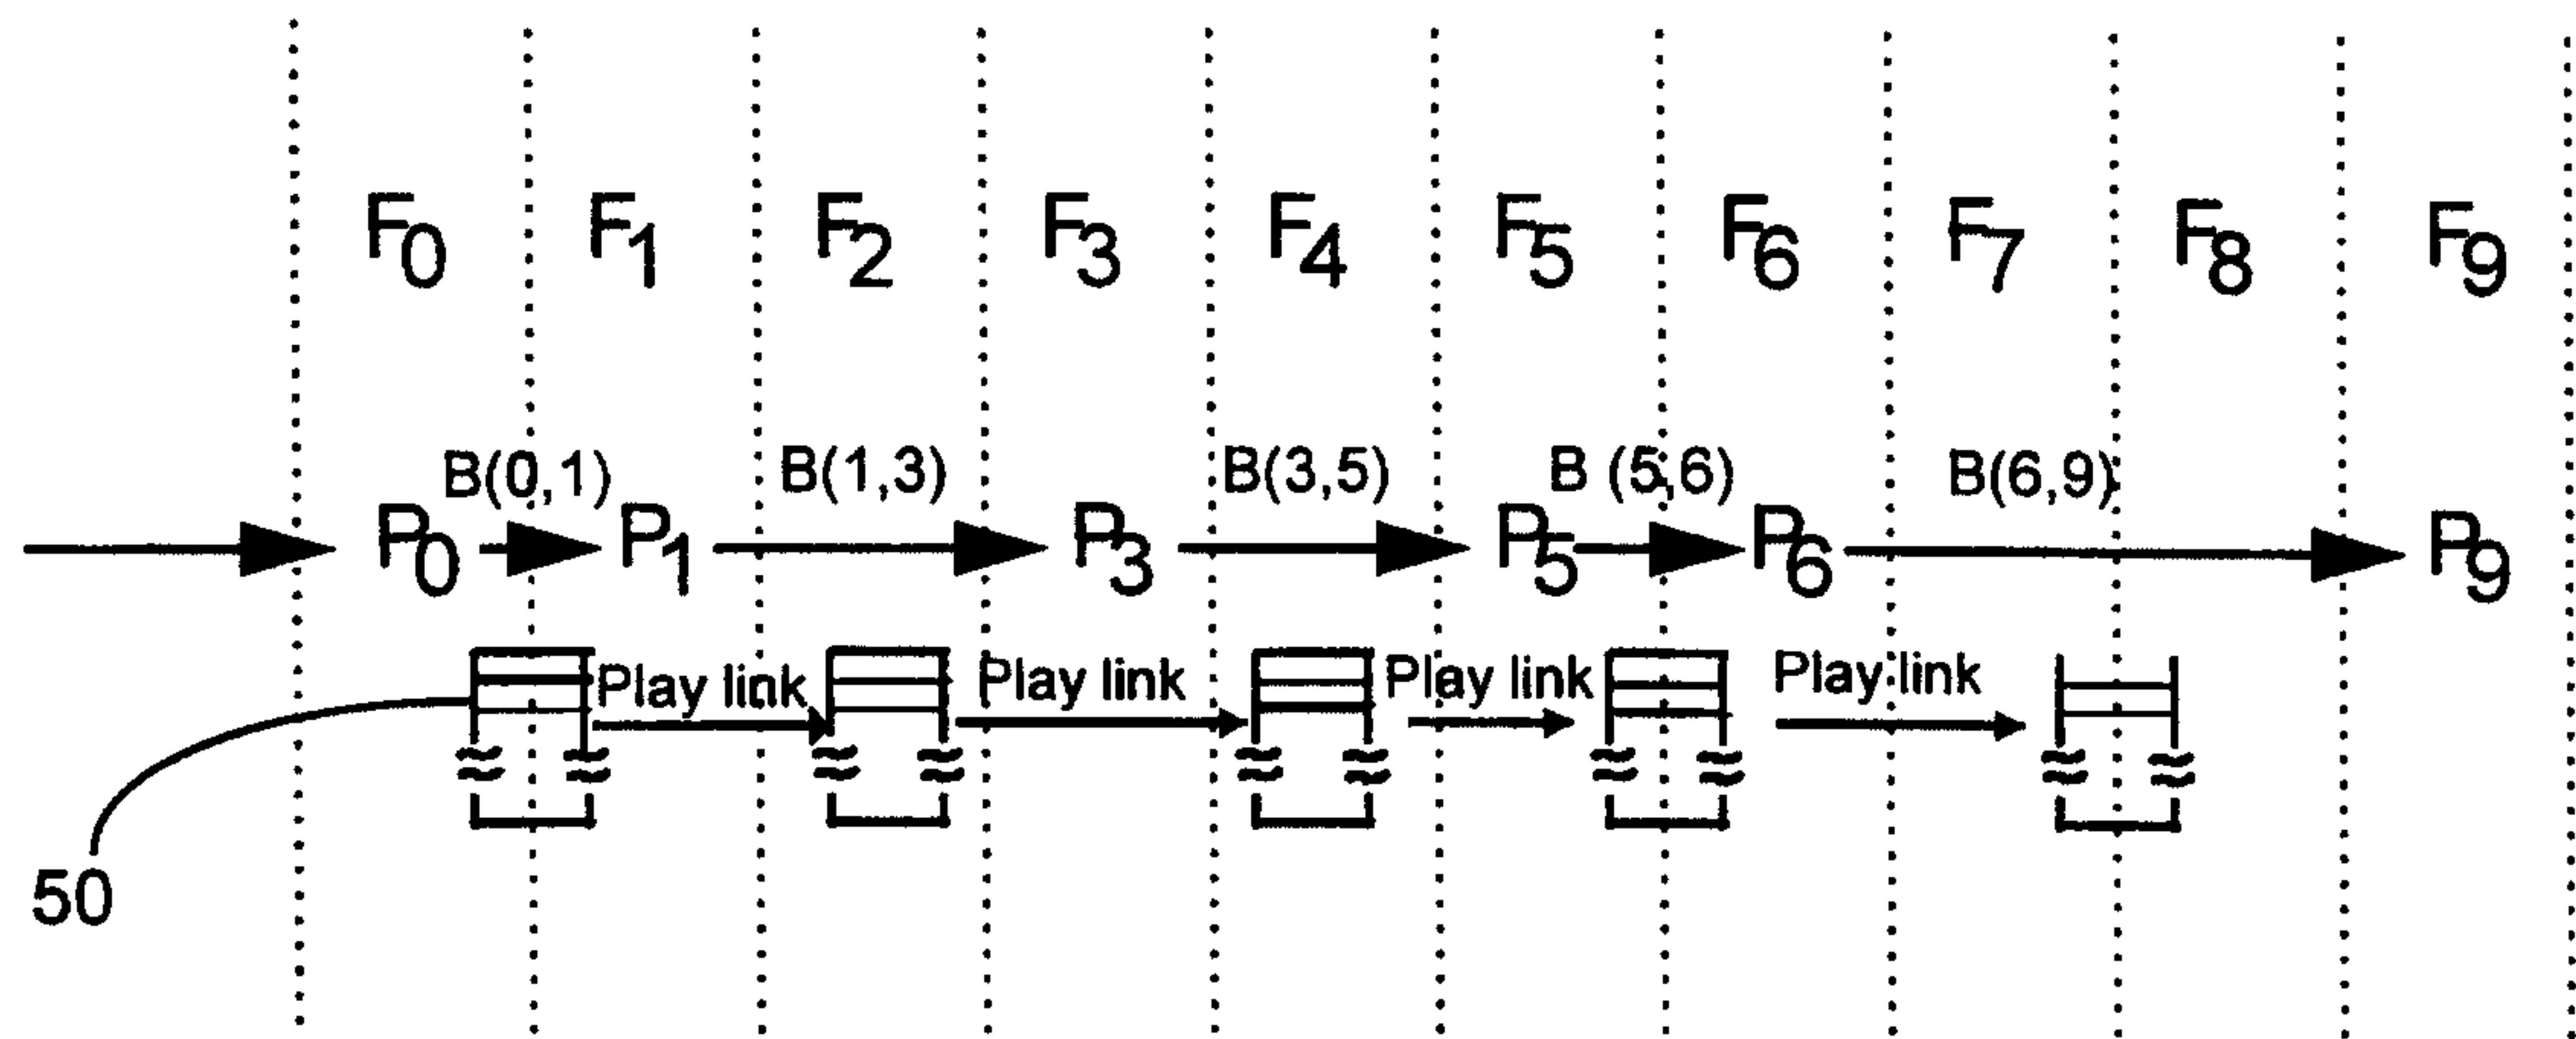 F0 F1 F2 F3 F4 F5 F6 F7 F8 F9
B(0,1) B(1,3) B(3,5) B (5,6) B(6,9)
P0 P1 P3 P5 P6 P9
Play link Play link Play link Play link
50